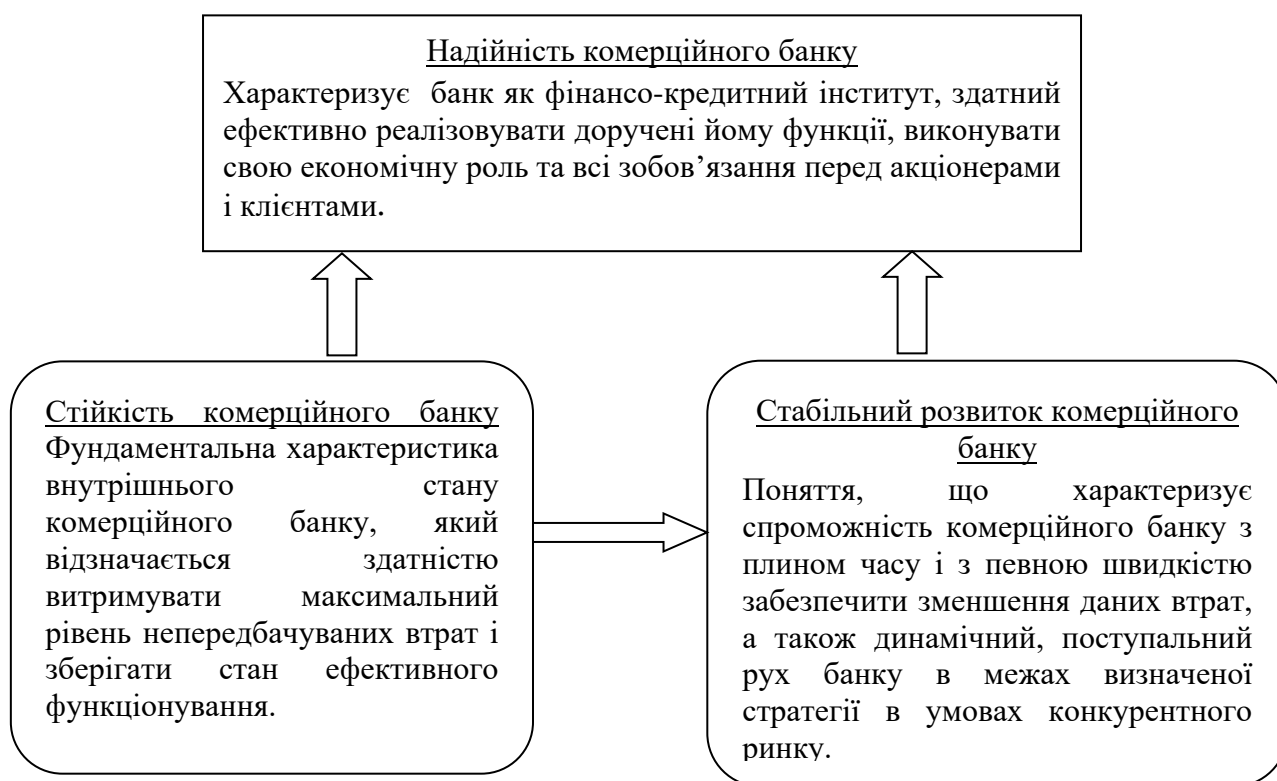 Надійність комерційного банку
Характеризує банк як фінансо-кредитний інститут, здатний
ефективно реалізовувати доручені йому функції, виконувати
свою економічну роль та всі зобов’язання перед акціонерами
і клієнтами.
Стійкість комерційного банку
Фундаментальна характеристика
внутрішнього стану
комерційного банку, який
відзначається здатністю
витримувати максимальний
рівень непередбачуваних втрат і
зберігати стан ефективного
функціонування.
Стабільний розвиток комерційного
банку
Поняття, що характеризує
спроможність комерційного банку з
плином часу і з певною швидкістю
забезпечити зменшення даних втрат,
а також динамічний, поступальний
рух банку в межах визначеної
стратегії в умовах конкурентного
ринку.